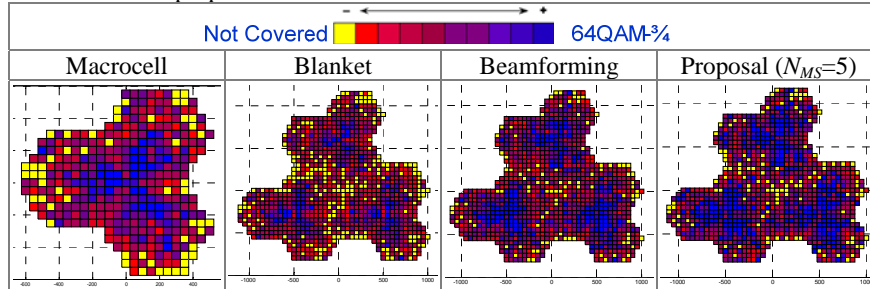 - +
Not Covered 64QAM-¾
Macrocell Blanket Beamforming Proposal (NMS=5)
-600 -400 -200 0 200 400
-1000 -500 0 500 1000
-1000 -500 0 500 1000
-1000 -500 0 500 1000